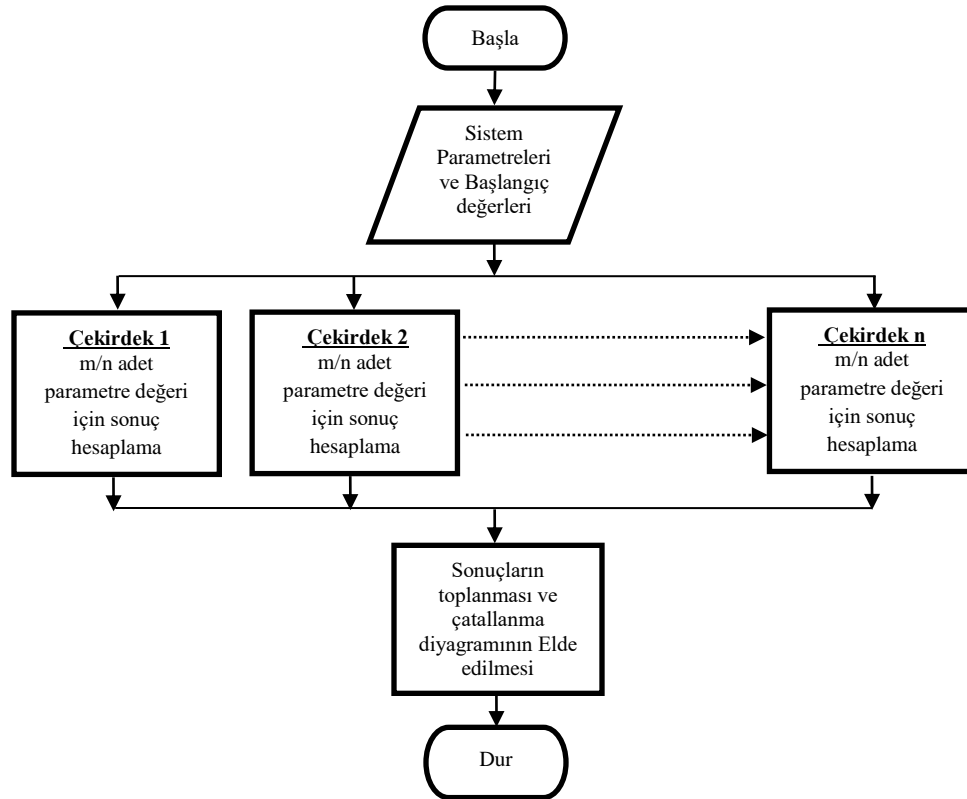 Başla
Sistem
Parametreleri
ve Başlangıç
değerleri
Çekirdek 1
m/n adet
parametre değeri
için sonuç
hesaplama
Çekirdek 2
m/n adet
parametre değeri
için sonuç
hesaplama
Çekirdek n
m/n adet
parametre değeri
için sonuç
hesaplama
Sonuçların
toplanması ve
çatallanma
diyagramının Elde
edilmesi
Dur